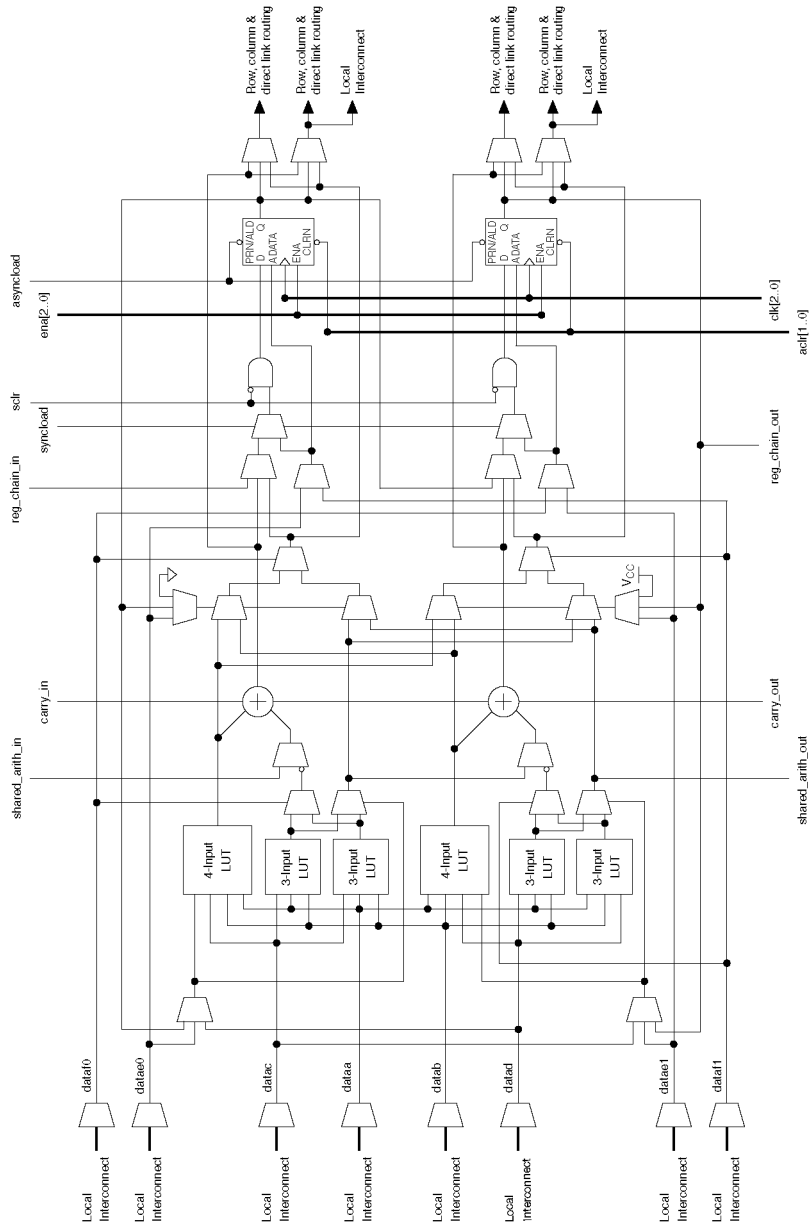 Row, column &
direct link routing
Row, column &
direct link routing
Local
Interconnect
Row, column &
direct link routing
Row, column &
direct link routing
Local
Interconnect
asyncload
ena[2..0]
sclr
syncload
reg_chain_in
carry_in
shared_arith_in
PRN/ALD
D
Q
ADATA
ENA
CLRN
PRN/ALD
D
Q
ADATA
ENA
CLRN
clk[2..0]
aclr[1..0]
reg_chain_out
VCC
carry_out
shared_arith_out
+
+
4-Input
LUT
3-Input
LUT
3-Input
LUT
4-Input
LUT
3-Input
LUT
3-Input
LUT
dataf0
datae0
datac
dataa
datab
datad
datae1
dataf1
Local
Interconnect
Local
Interconnect
Local
Interconnect
Local
Interconnect
Local
Interconnect
Local
Interconnect
Local
Interconnect
Local
Interconnect